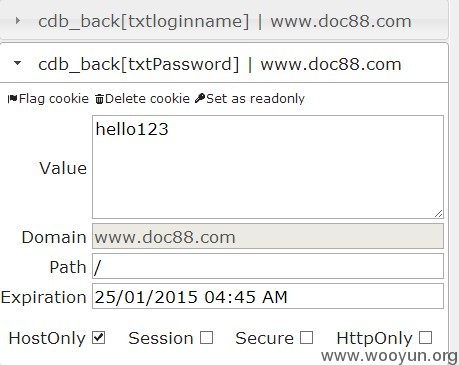 cdb_back[txtloginname] | www.doc88.com
cdb_back[txtPassword] | www.doc88.com
Flag cookie Delete cookie Set as readonly
Value hello123
Domain www.doc88.com
Path /
Expiration 25/01/2015 04:45 AM
HostOnly Session Secure HttpOnly
www.wooyun.org